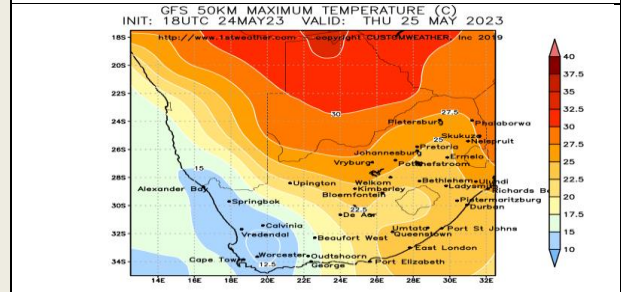 GFS 50KM MAXIMUM TEMPERATURE (C)
INIT: 18UTC 24MAY23 VALID: THU 25 MAY 2023
http://www.1stweather.com copyright CUSTOMWEATHER, Inc 2019
18S
20S
22S
24S
26S
28S
30S
32S
34S
30
27.5
Pietersburg
Phalaborwa
Skukuza
25
Nelspruit
Pretoria
Johannesburg
Ermelo
Vryburg
Potchefstroom
15
Welkom
Bethlehem
Ulundi
Alexander Bay
Upington
Kimberley
Ladysmith
Richards B
Bloemfontein
Springbok
Pietermaritzburg
22.5
Durban
De Aar
Calvinia
Umtata
Port St Johns
Vredendal
Beaufort West
Queenstown
East London
Cape Town
Worcester
Oudtshoorn
12.5
George
Port Elizabeth
14E 16E 18E 20E 22E 24E 26E 28E 30E 32E
40
37.5
35
32.5
30
27.5
25
22.5
20
17.5
15
10